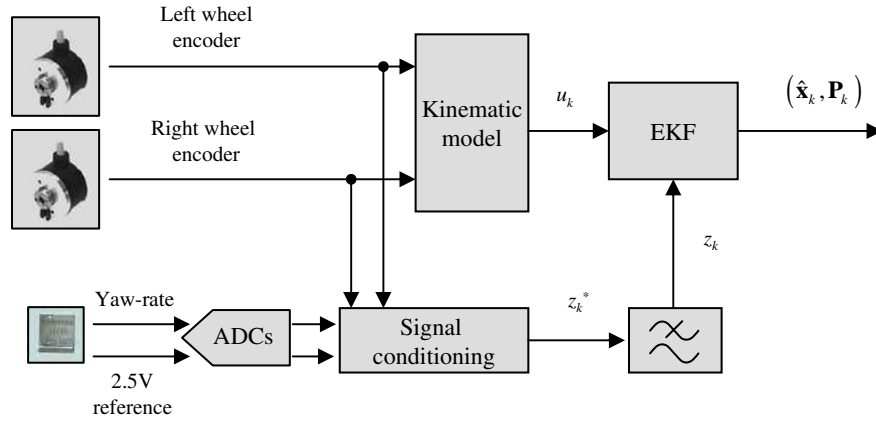 Left wheel
encoder
Right wheel
encoder
Kinematic
model
u_k
EKF
(x̂_k, P_k)
z_k
Yaw-rate
ADCs
2.5V
reference
Signal
conditioning
z_k*